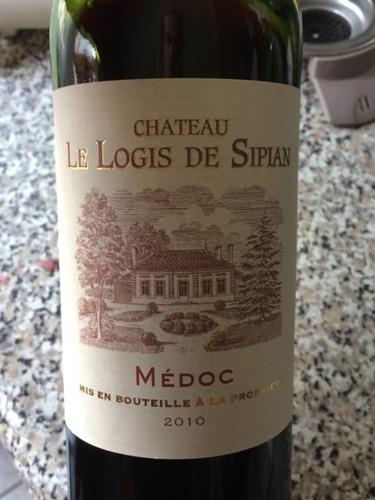 CHATEAU
LE LOGIS DE SIPIAN
MÉDOC
MIS EN BOUTEILLE À LA PROPRIÉTÉ
2010